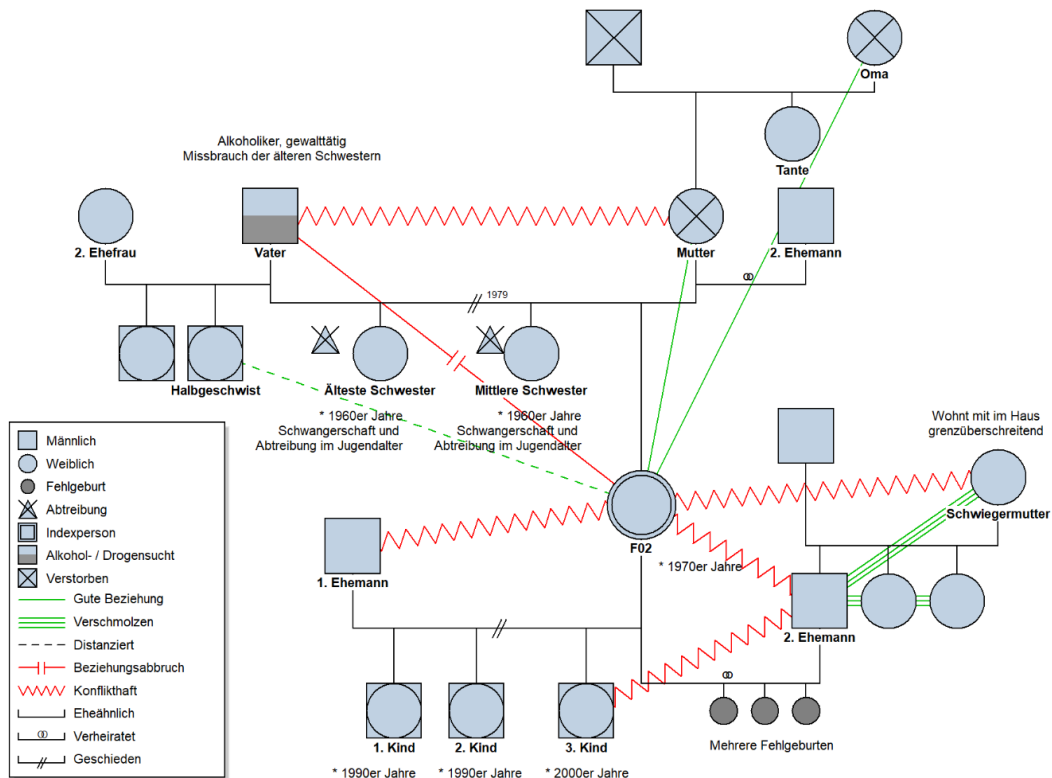 Oma
Tante
Alkoholiker, gewalttätig
Missbrauch der älteren Schwestern
2. Ehefrau
Vater
Mutter
2. Ehemann
1979
Halbgeschwist
Älteste Schwester
Mittlere Schwester
* 1960er Jahre
Schwangerschaft und
Abtreibung im Jugendalter
* 1960er Jahre
Schwangerschaft und
Abtreibung im Jugendalter
Wohnt mit im Haus
grenzüberschreitend
Schwiegermutter
F02
* 1970er Jahre
1. Ehemann
2. Ehemann
1. Kind
2. Kind
3. Kind
* 1990er Jahre
* 1990er Jahre
* 2000er Jahre
Mehrere Fehlgeburten
Männlich
Weiblich
Fehlgeburt
Abtreibung
Indexperson
Alkohol- / Drogensucht
Verstorben
Gute Beziehung
Verschmolzen
Distanziert
Beziehungsabbruch
Konflikthaft
Eheähnlich
Verheiratet
Geschieden